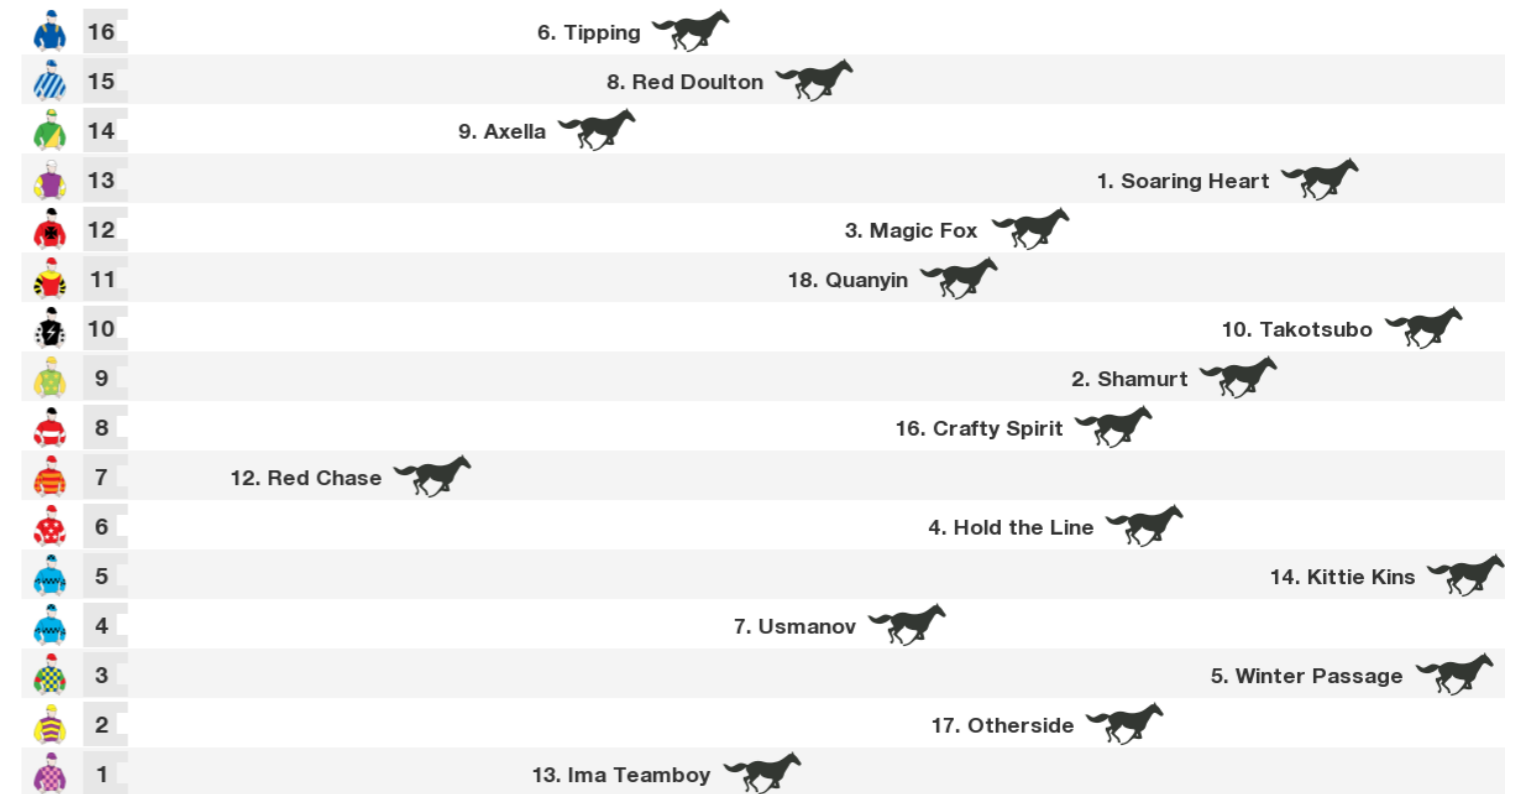 16 6. Tipping
15 8. Red Doulton
14 9. Axella
13 1. Soaring Heart
12 3. Magic Fox
11 18. Quanyin
10 10. Takotsubo
9 2. Shamurt
8 16. Crafty Spirit
7 12. Red Chase
6 4. Hold the Line
5 14. Kittie Kins
4 7. Usmanov
3 5. Winter Passage
2 17. Otherside
1 13. Ima Teamboy